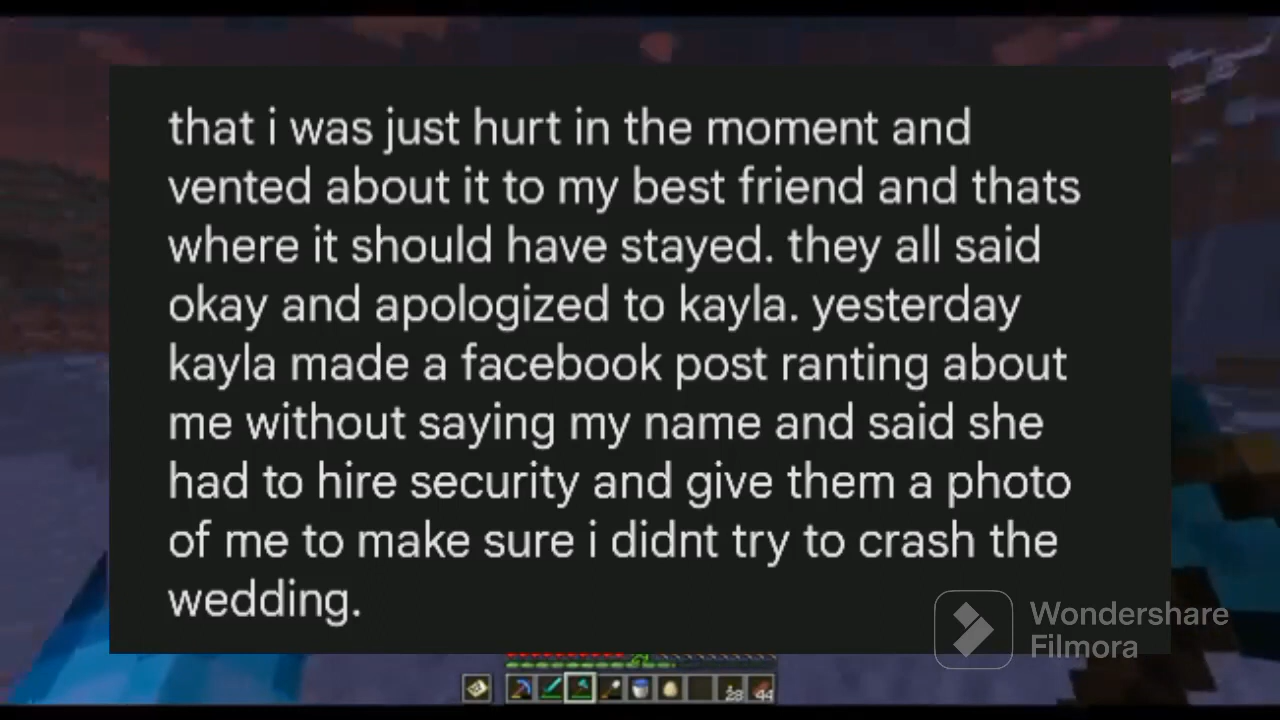 that i was just hurt in the moment and
vented about it to my best friend and thats
where it should have stayed. they all said
okay and apologized to kayla. yesterday
kayla made a facebook post ranting about
me without saying my name and said she
had to hire security and give them a photo
of me to make sure i didnt try to crash the
wedding.
Wondershare
Filmora
28 44